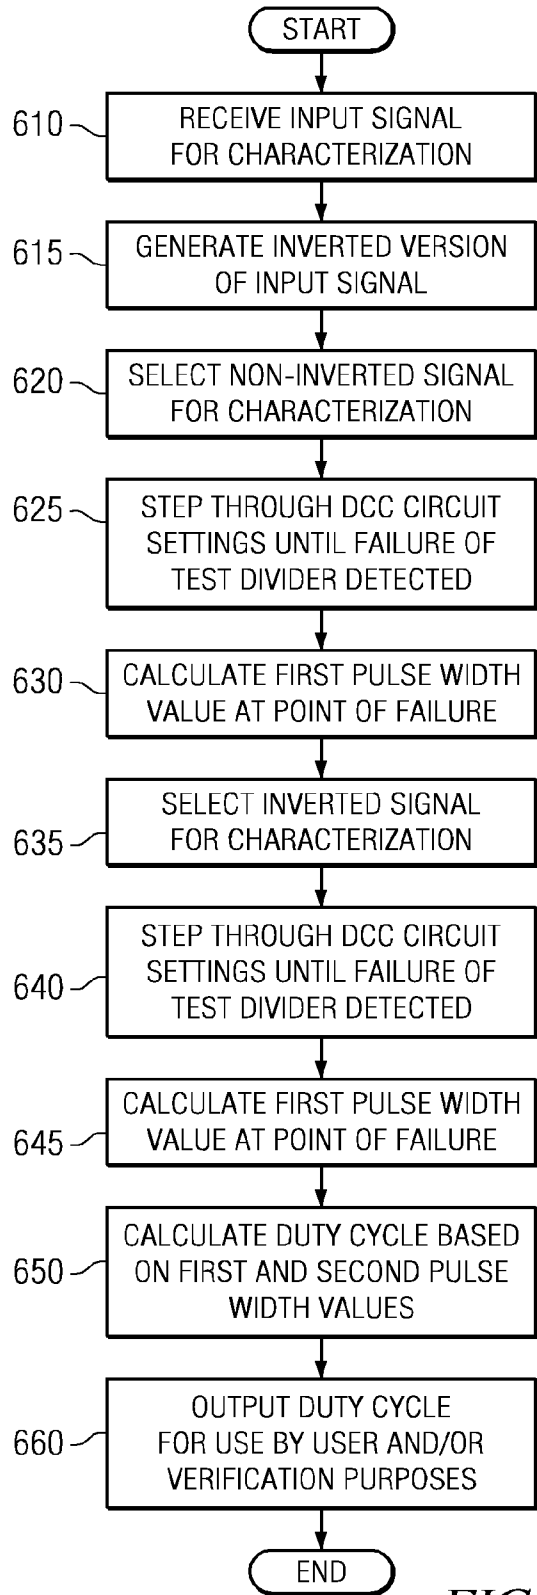 START
610
RECEIVE INPUT SIGNAL
FOR CHARACTERIZATION
615
GENERATE INVERTED VERSION
OF INPUT SIGNAL
620
SELECT NON-INVERTED SIGNAL
FOR CHARACTERIZATION
625
STEP THROUGH DCC CIRCUIT
SETTINGS UNTIL FAILURE OF
TEST DIVIDER DETECTED
630
CALCULATE FIRST PULSE WIDTH
VALUE AT POINT OF FAILURE
635
SELECT INVERTED SIGNAL
FOR CHARACTERIZATION
640
STEP THROUGH DCC CIRCUIT
SETTINGS UNTIL FAILURE OF
TEST DIVIDER DETECTED
645
CALCULATE FIRST PULSE WIDTH
VALUE AT POINT OF FAILURE
650
CALCULATE DUTY CYCLE BASED
ON FIRST AND SECOND PULSE
WIDTH VALUES
660
OUTPUT DUTY CYCLE
FOR USE BY USER AND/OR
VERIFICATION PURPOSES
END